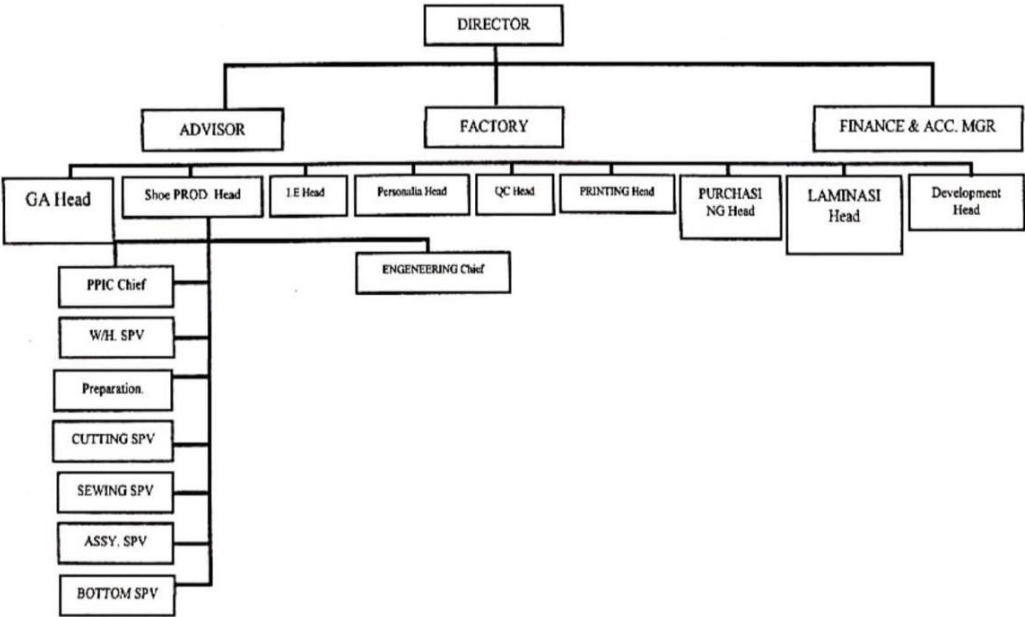 DIRECTOR
ADVISOR
FACTORY
FINANCE & ACC. MGR
GA Head
Shoe PROD. Head
I.E Head
Personalia Head
QC Head
PRINTING Head
PURCHASI
NG Head
LAMINASI
Head
Development
Head
PPIC Chief
ENGENEERING Chief
W/H. SPV
Preparation.
CUTTING SPV
SEWING SPV
ASSY. SPV
BOTTOM SPV